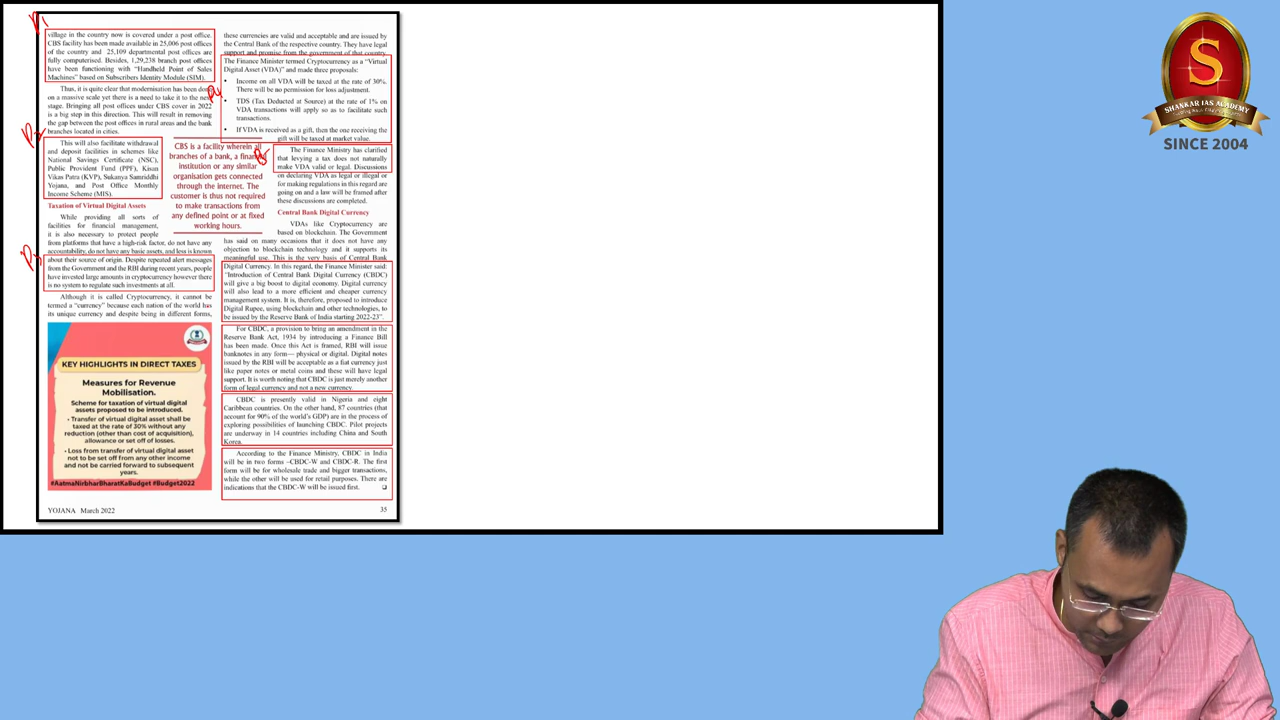 P1
village in the country now is covered under a post office.
CBS facility has been made available in 25,006 post offices
of the country and 25,109 departmental post offices are
fully computerised. Besides, 1,29,238 branch post offices
have been functioning with “Handheld Point of Sales
Machines” based on Subscribers Identity Module (SIM).
Thus, it is quite clear that modernisation has been done
on a massive scale yet there is a need to take it to the next
stage. Bringing all post offices under CBS cover in 2022
is a big step in this direction. This will result in removing
the gap between the post offices in rural areas and the bank
branches located in cities.
P2
This will also facilitate withdrawal
and deposit facilities in schemes like
National Savings Certificate (NSC),
Public Provident Fund (PPF), Kisan
Vikas Patra (KVP), Sukanya Samriddhi
Yojana, and Post Office Monthly
Income Scheme (MIS).
Taxation of Virtual Digital Assets
While providing all sorts of
facilities for financial management,
it is also necessary to protect people
from platforms that have a high-risk factor, do not have any
accountability, do not have any basic assets, and less is known
P3
about their source of origin. Despite repeated alert messages
from the Government and the RBI during recent years, people
have invested large amounts in cryptocurrency however there
is no system to regulate such investments at all.
Although it is called Cryptocurrency, it cannot be
termed a “currency” because each nation of the world has
its unique currency and despite being in different forms,
KEY HIGHLIGHTS IN DIRECT TAXES
Measures for Revenue
Mobilisation.
Scheme for taxation of virtual digital
assets proposed to be introduced.
• Transfer of virtual digital asset shall be
taxed at the rate of 30% without any
reduction (other than cost of acquisition),
allowance or set off of losses.
• Loss from transfer of virtual digital asset
not to be set off from any other income
and not be carried forward to subsequent
years.
#AatmaNirbharBharatKaBudget #Budget2022
CBS is a facility wherein all
branches of a bank, a financial
institution or any similar
organisation gets connected
through the internet. The
customer is thus not required
to make transactions from
any defined point or at fixed
working hours.
these currencies are valid and acceptable and are issued by
the Central Bank of the respective country. They have legal
support and promise from the government of that country.
P4
The Finance Minister termed Cryptocurrency as a “Virtual
Digital Asset (VDA)” and made three proposals:
• Income on all VDA will be taxed at the rate of 30%.
There will be no permission for loss adjustment.
• TDS (Tax Deducted at Source) at the rate of 1% on
VDA transactions will apply so as to facilitate such
transactions.
• If VDA is received as a gift, then the one receiving the
gift will be taxed at market value.
P5
The Finance Ministry has clarified
that levying a tax does not naturally
make VDA valid or legal. Discussions
on declaring VDA as legal or illegal or
for making regulations in this regard are
going on and a law will be framed after
these discussions are completed.
Central Bank Digital Currency
VDAs like Cryptocurrency are
based on blockchain. The Government
has said on many occasions that it does not have any
objection to blockchain technology and it supports its
meaningful use. This is the very basis of Central Bank
Digital Currency. In this regard, the Finance Minister said:
“Introduction of Central Bank Digital Currency (CBDC)
will give a big boost to digital economy. Digital currency
will also lead to a more efficient and cheaper currency
management system. It is, therefore, proposed to introduce
Digital Rupee, using blockchain and other technologies, to
be issued by the Reserve Bank of India starting 2022-23”.
For CBDC, a provision to bring an amendment in the
Reserve Bank Act, 1934 by introducing a Finance Bill
has been made. Once this Act is framed, RBI will issue
banknotes in any form— physical or digital. Digital notes
issued by the RBI will be acceptable as a fiat currency just
like paper notes or metal coins and these will have legal
support. It is worth noting that CBDC is just merely another
form of legal currency and not a new currency.
CBDC is presently valid in Nigeria and eight
Caribbean countries. On the other hand, 87 countries (that
account for 90% of the world’s GDP) are in the process of
exploring possibilities of launching CBDC. Pilot projects
are underway in 14 countries including China and South
Korea.
According to the Finance Ministry, CBDC in India
will be in two forms –CBDC-W and CBDC-R. The first
form will be for wholesale trade and bigger transactions,
while the other will be used for retail purposes. There are
indications that the CBDC-W will be issued first.
YOJANA March 2022
35
S
SHANKAR IAS ACADEMY
SINCE 2004